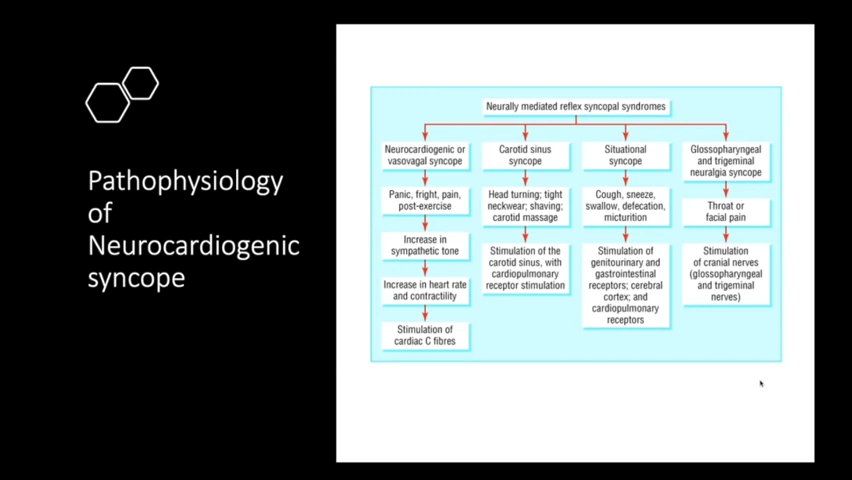 Pathophysiology
of
Neurocardiogenic
syncope
Neurally mediated reflex syncopal syndromes
Neurocardiogenic or
vasovagal syncope
Panic, fright, pain,
post-exercise
Increase in
sympathetic tone
Increase in heart rate
and contractility
Stimulation of
cardiac C fibres
Carotid sinus
syncope
Head turning; tight
neckwear; shaving;
carotid massage
Stimulation of the
carotid sinus, with
cardiopulmonary
receptor stimulation
Situational
syncope
Cough, sneeze,
swallow, defecation,
micturition
Stimulation of
genitourinary and
gastrointestinal
receptors; cerebral
cortex; and
cardiopulmonary
receptors
Glossopharyngeal
and trigeminal
neuralgia syncope
Throat or
facial pain
Stimulation
of cranial nerves
(glossopharyngeal
and trigeminal
nerves)